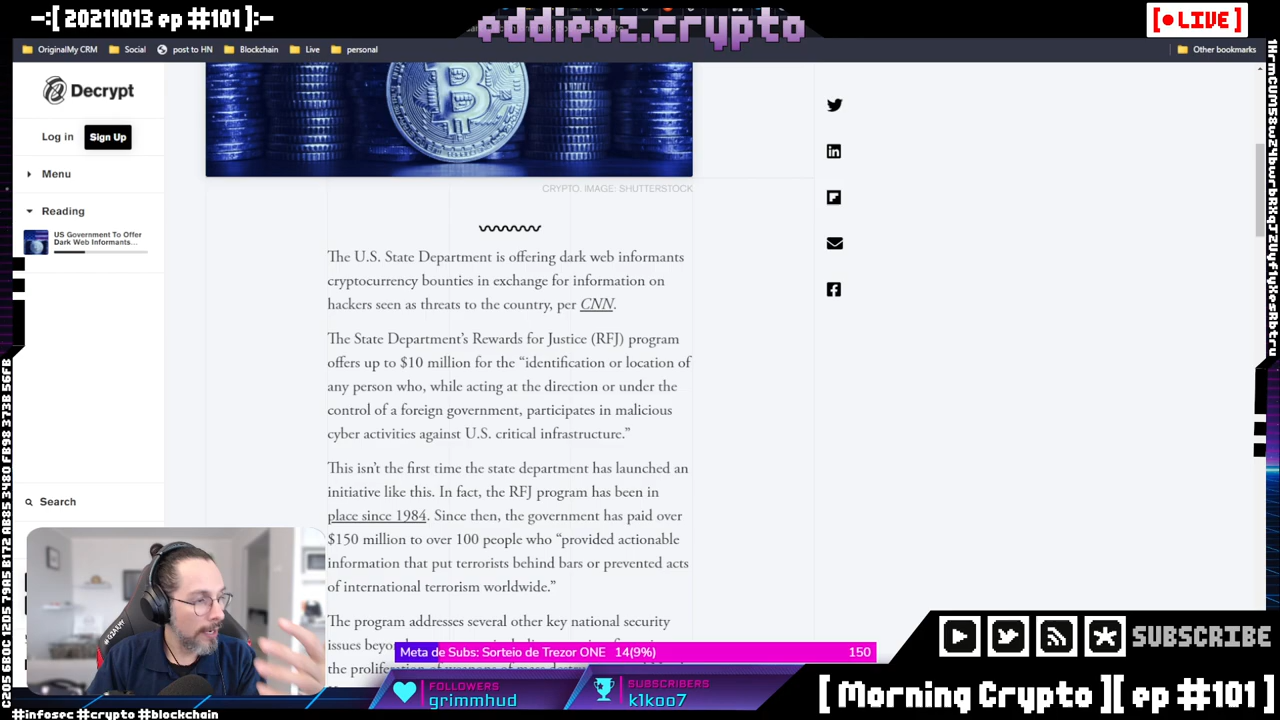 -:[ 20211013 ep #101 ]:-
eddieoz.crypto
[ LIVE ]
OriginalMy CRM
Social
post to HN
Blockchain
Live
personal
Other bookmarks
Decrypt
Log in
Sign Up
Menu
Reading
US Government To Offer
Dark Web Informants...
Search
CRYPTO. IMAGE: SHUTTERSTOCK
The U.S. State Department is offering dark web informants
cryptocurrency bounties in exchange for information on
hackers seen as threats to the country, per CNN.
The State Department's Rewards for Justice (RFJ) program
offers up to $10 million for the “identification or location of
any person who, while acting at the direction or under the
control of a foreign government, participates in malicious
cyber activities against U.S. critical infrastructure.”
This isn't the first time the state department has launched an
initiative like this. In fact, the RFJ program has been in
place since 1984. Since then, the government has paid over
$150 million to over 100 people who “provided actionable
information that put terrorists behind bars or prevented acts
of international terrorism worldwide.”
The program addresses several other key national security
issues
Meta de Subs: Sorteio de Trezor ONE 14(9%) 150
FOLLOWERS
grimmhud
SUBSCRIBERS
k1koo7
SUBSCRIBE
[ Morning Crypto ][ ep #101 ]
#infosec #crypto #blockchain